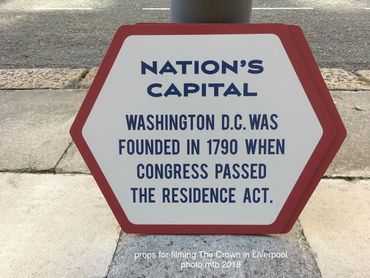 NATION'S
CAPITAL
WASHINGTON D.C. WAS
FOUNDED IN 1790 WHEN
CONGRESS PASSED
THE RESIDENCE ACT.
props for filming The Crown in Liverpool
photo mtb 2018